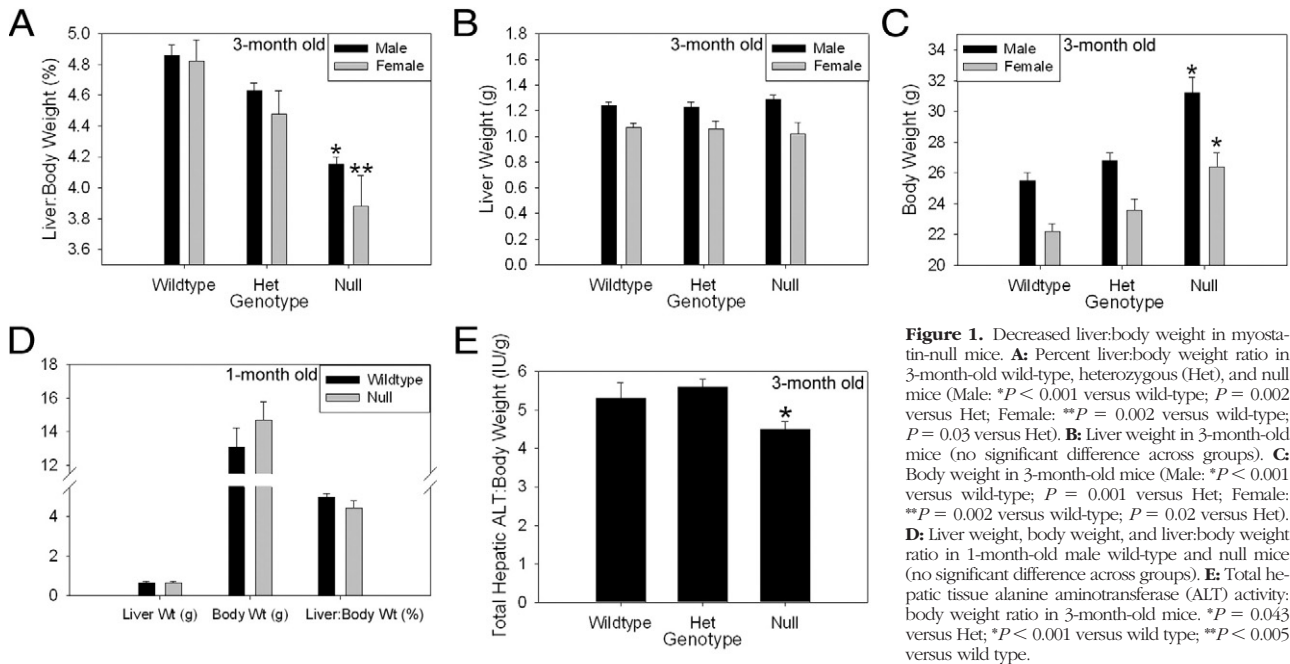 A
3-month old
Male
Female
Liver:Body Weight (%)
5.0
4.8
4.6
4.4
4.2
4.0
3.8
3.6
*
**
Wildtype
Het
Null
Genotype
B
3-month old
Male
Female
Liver Weight (g)
1.8
1.6
1.4
1.2
1.0
0.8
0.6
0.4
0.2
0.0
Wildtype
Het
Null
Genotype
C
Male
Female
3-month old
Body Weight (g)
34
32
30
28
26
24
22
20
*
*
Wildtype
Het
Null
Genotype
D
1-month old
Wildtype
Null
18
16
14
12
4
2
0
Liver Wt (g)
Body Wt (g)
Liver:Body Wt (%)
E
3-month old
Total Hepatic ALT:Body Weight (IU/g)
7
6
5
4
3
2
1
0
*
Wildtype
Het
Null
Genotype
Figure 1. Decreased liver:body weight in myosta-
tin-null mice. A: Percent liver:body weight ratio in
3-month-old wild-type, heterozygous (Het), and null
mice (Male: *P < 0.001 versus wild-type; P = 0.002
versus Het; Female: **P = 0.002 versus wild-type;
P = 0.03 versus Het). B: Liver weight in 3-month-old
mice (no significant difference across groups). C:
Body weight in 3-month-old mice (Male: *P < 0.001
versus wild-type; P = 0.001 versus Het; Female:
**P = 0.002 versus wild-type; P = 0.02 versus Het).
D: Liver weight, body weight, and liver:body weight
ratio in 1-month-old male wild-type and null mice
(no significant difference across groups). E: Total he-
patic tissue alanine aminotransferase (ALT) activity:
body weight ratio in 3-month-old mice. *P = 0.043
versus Het; *P < 0.001 versus wild type; **P < 0.005
versus wild type.